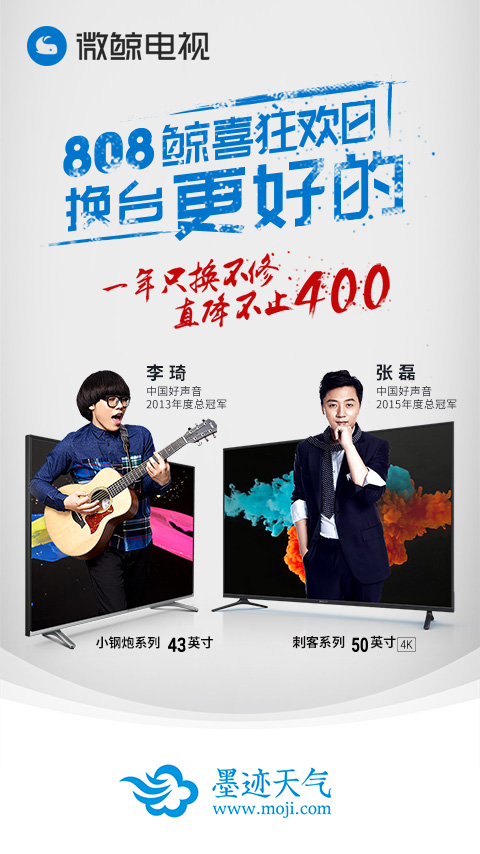 微鲸电视
808鲸喜狂欢日
换台更好的
一年只换不修
直降不止400
李琦
中国好声音
2013年度总冠军
张磊
中国好声音
2015年度总冠军
小钢炮系列 43英寸
刺客系列 50英寸 4K
墨迹天气
www.moji.com